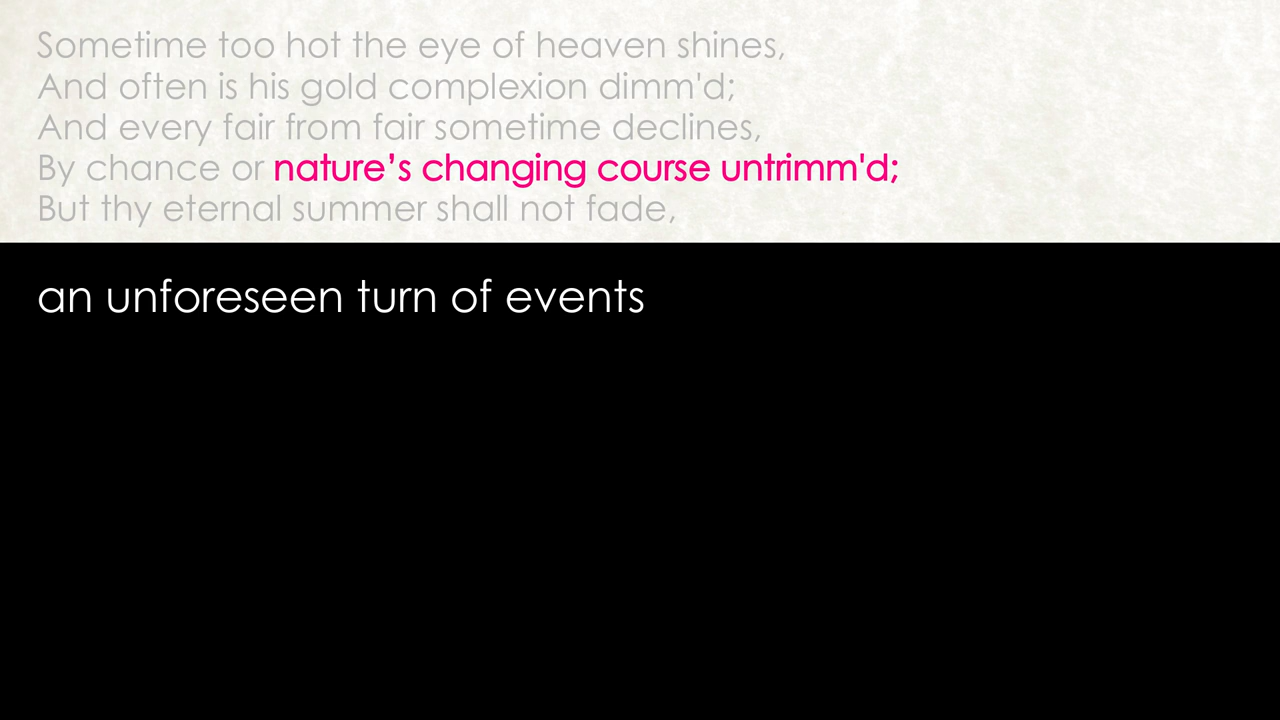 Sometime too hot the eye of heaven shines,
And often is his gold complexion dimm'd;
And every fair from fair sometime declines,
By chance or nature’s changing course untrimm'd;
But thy eternal summer shall not fade,
an unforeseen turn of events